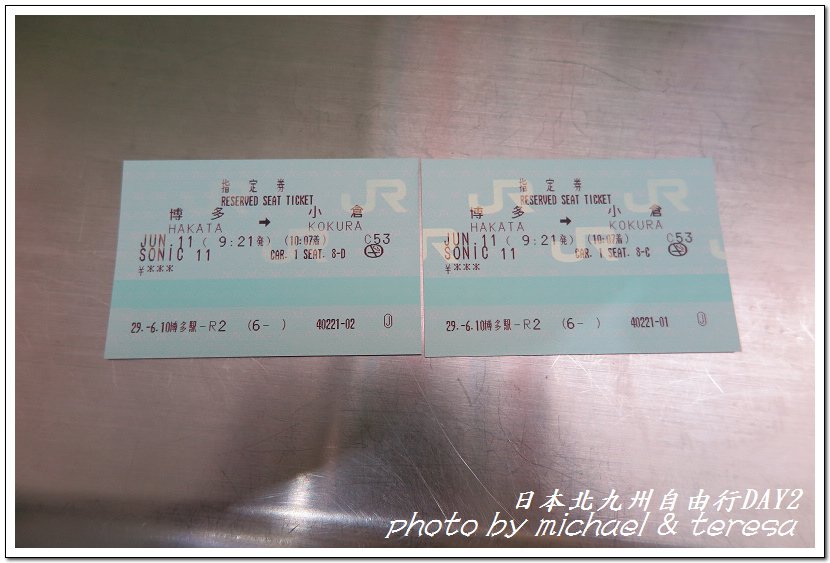 指定券
RESERVED SEAT TICKET
博多 → 小倉
HAKATA KOKURA
JUN.11 ( 9:21発) (10:07着) C53
SONIC 11 CAR. 1 SEAT. 8-D
¥***
29.-6.10博多駅-R2 (6- ) 40221-02
JR
指定券
RESERVED SEAT TICKET
博多 → 小倉
HAKATA KOKURA
JUN.11 ( 9:21発) (10:07着) C53
SONIC 11 CAR. 1 SEAT. 8-C
¥***
29.-6.10博多駅-R2 (6- ) 40221-01
JR JR
日本北九州自由行DAY2
photo by michael & teresa